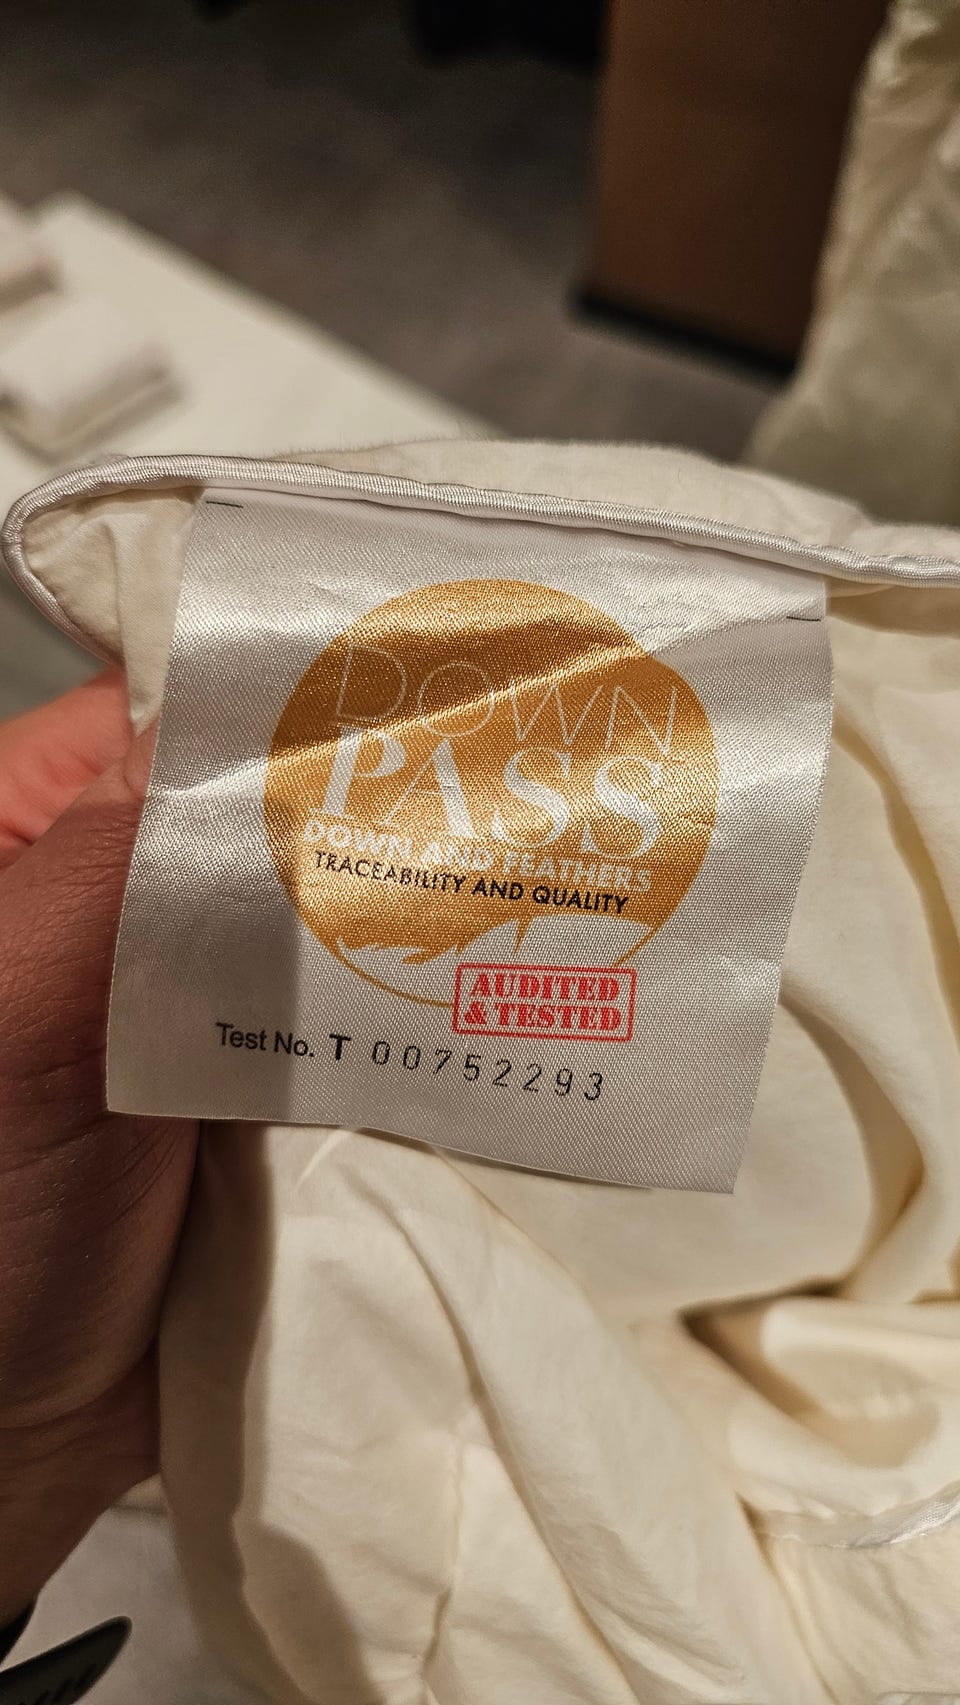 DOWN
PASS
DOWN AND FEATHERS
TRACEABILITY AND QUALITY
AUDITED
& TESTED
Test No. T 00752293